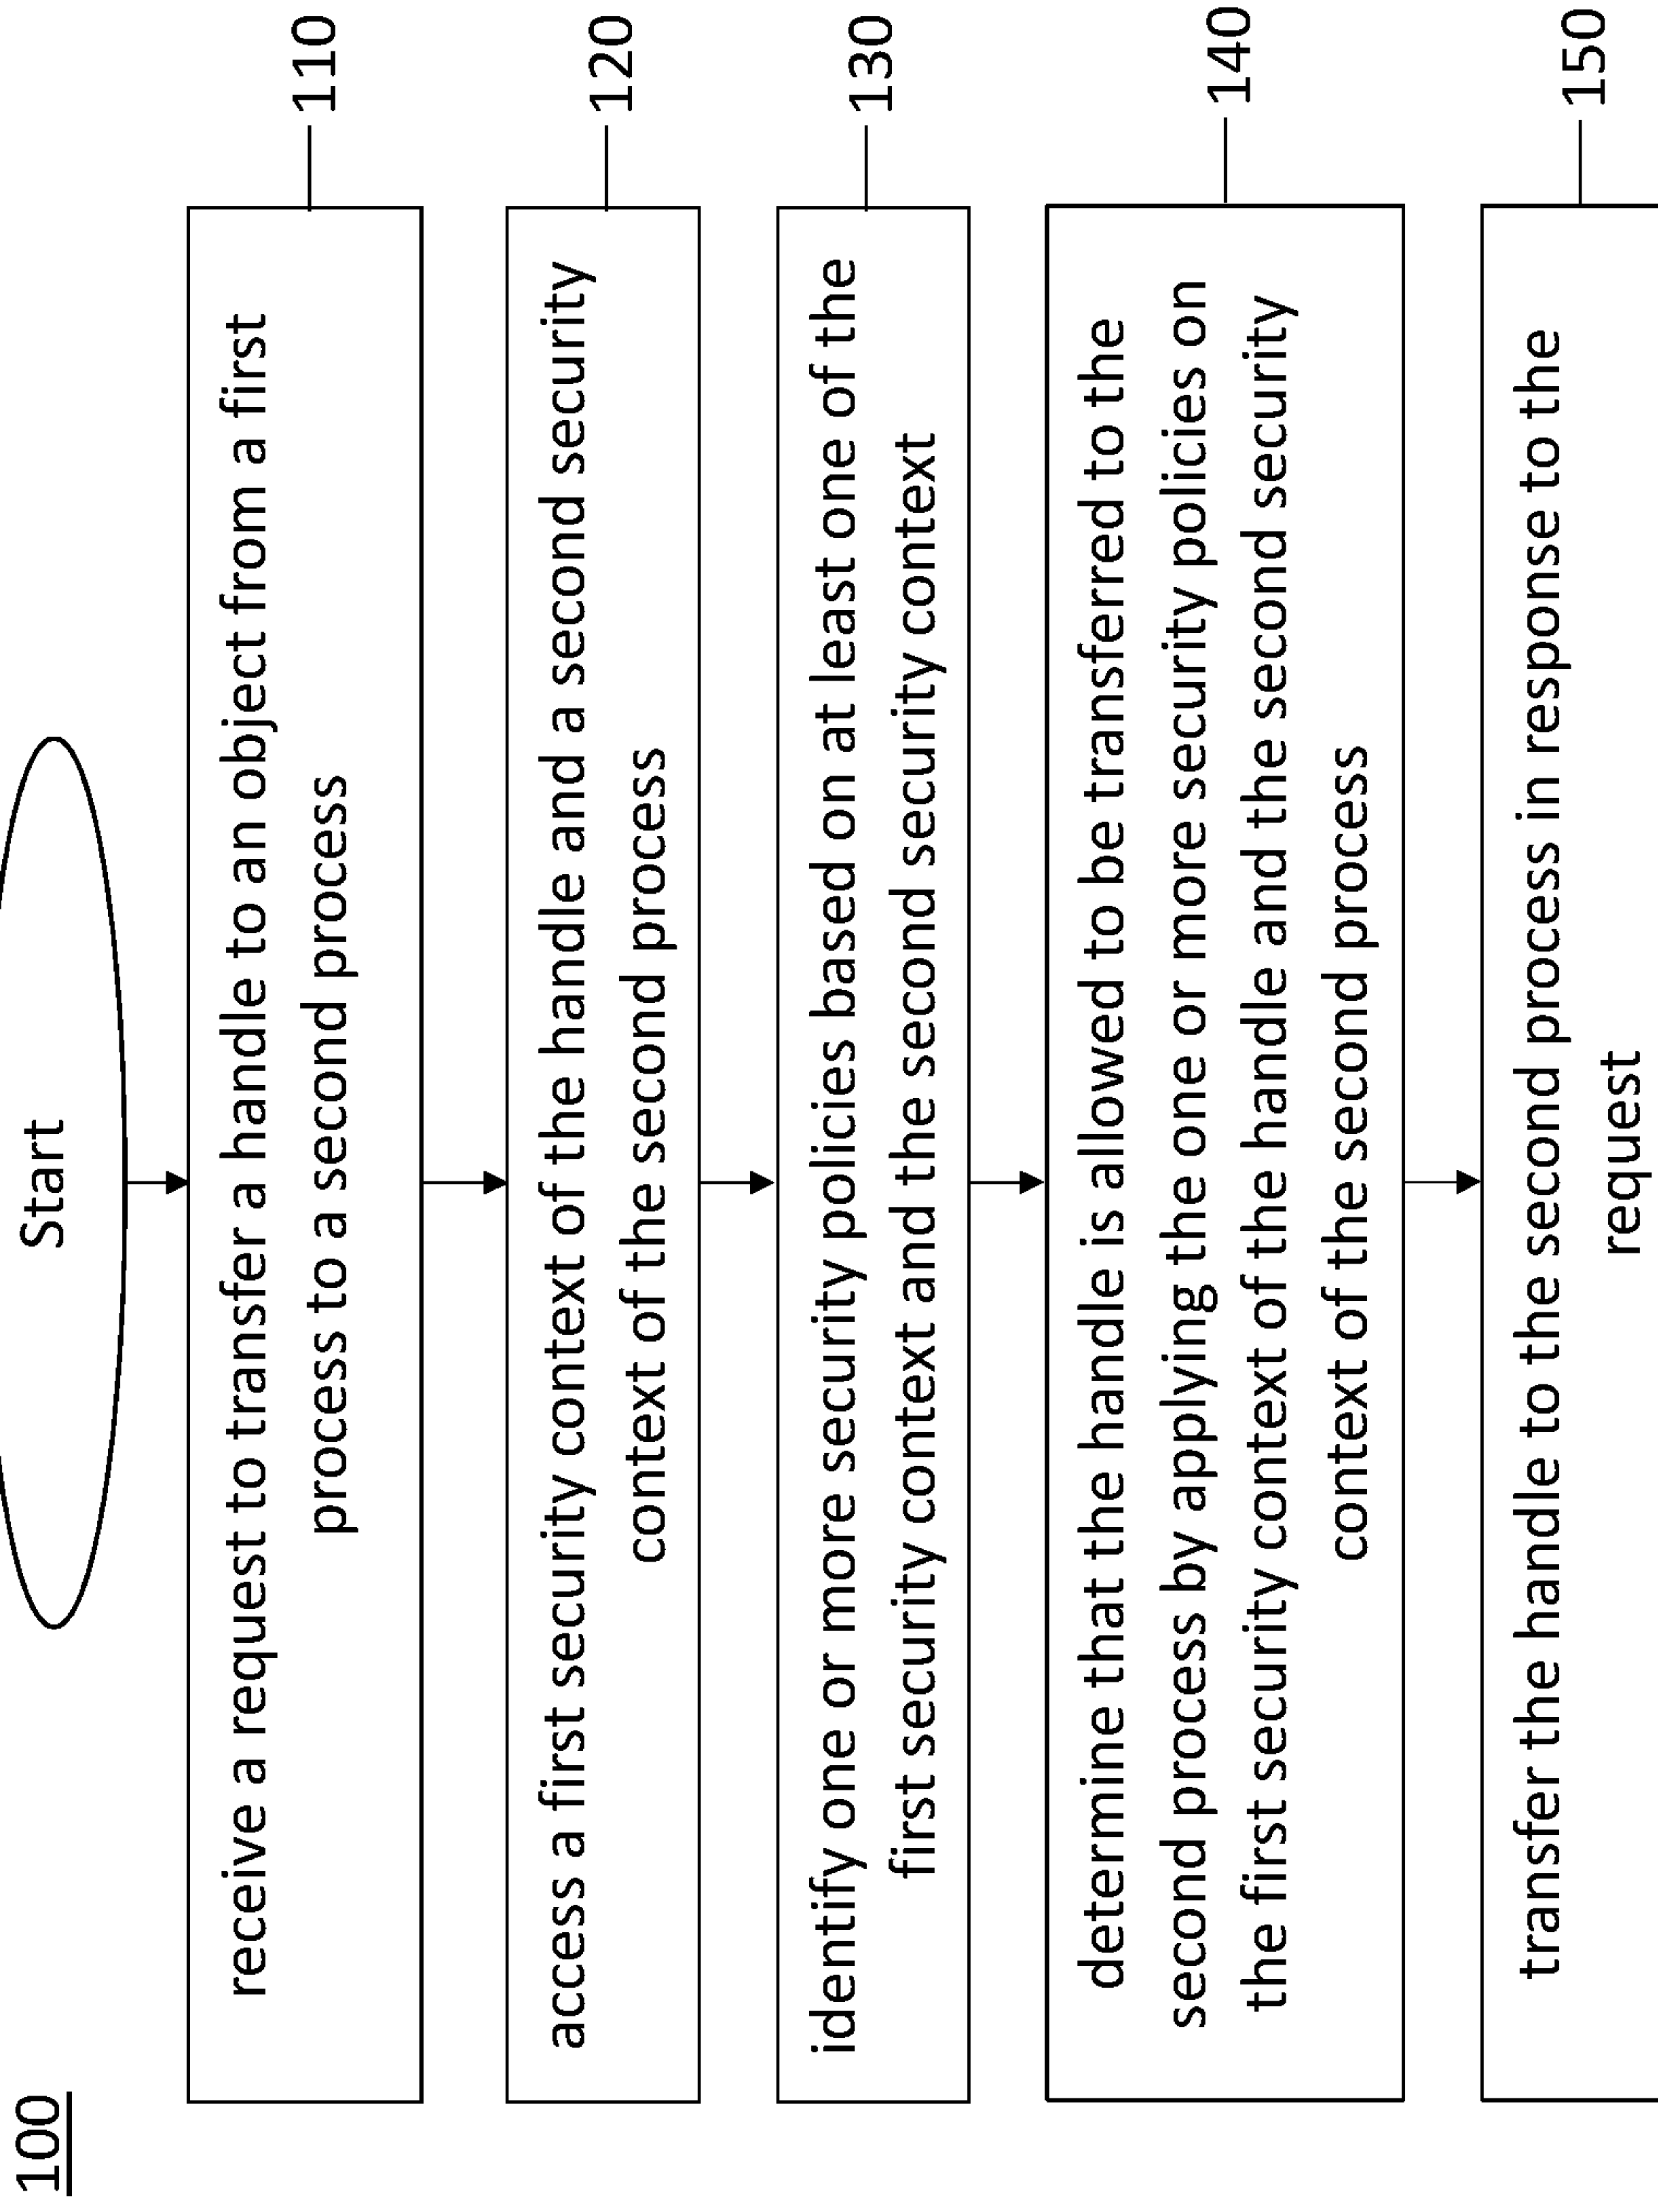 100
Start
receive a request to transfer a handle to an object from a first
process to a second process
110
access a first security context of the handle and a second security
context of the second process
120
identify one or more security policies based on at least one of the
first security context and the second security context
130
determine that the handle is allowed to be transferred to the
second process by applying the one or more security policies on
the first security context of the handle and the second security
context of the second process
140
transfer the handle to the second process in response to the
request
150